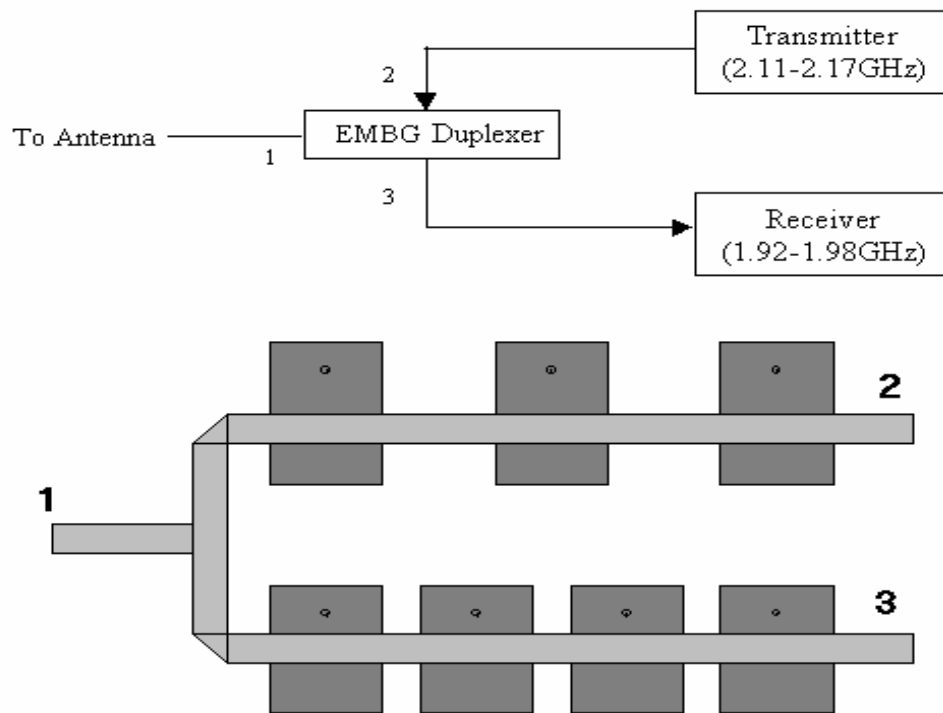 Transmitter
(2.11-2.17GHz)
2
To Antenna
1
EMBG Duplexer
3
Receiver
(1.92-1.98GHz)
2
1
3